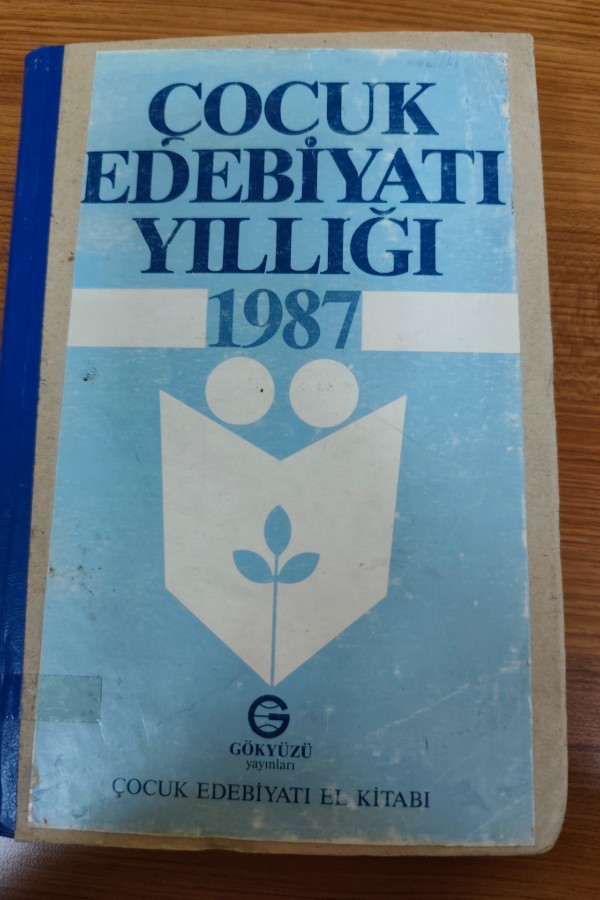 ÇOCUK
EDEBİYATI
YILLIĞI
1987
GÖKYÜZÜ
yayınları
ÇOCUK EDEBİYATI EL KİTABI